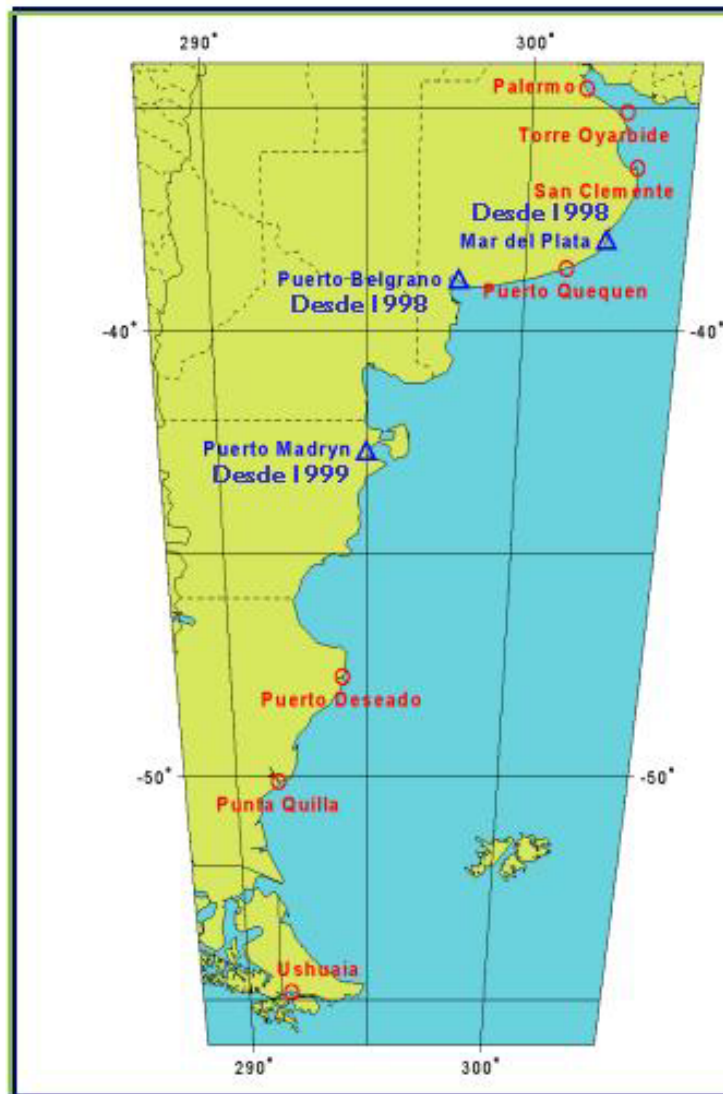 290°
300°
Palermo
Torre Oyarbide
San Clemente
Desde 1998
Mar del Plata
Puerto Belgrano
Puerto Quequen
Desde 1998
-40°
-40°
Puerto Madryn
Desde 1999
Puerto Deseado
-50°
-50°
Punta Quilla
Ushuaia
290°
300°